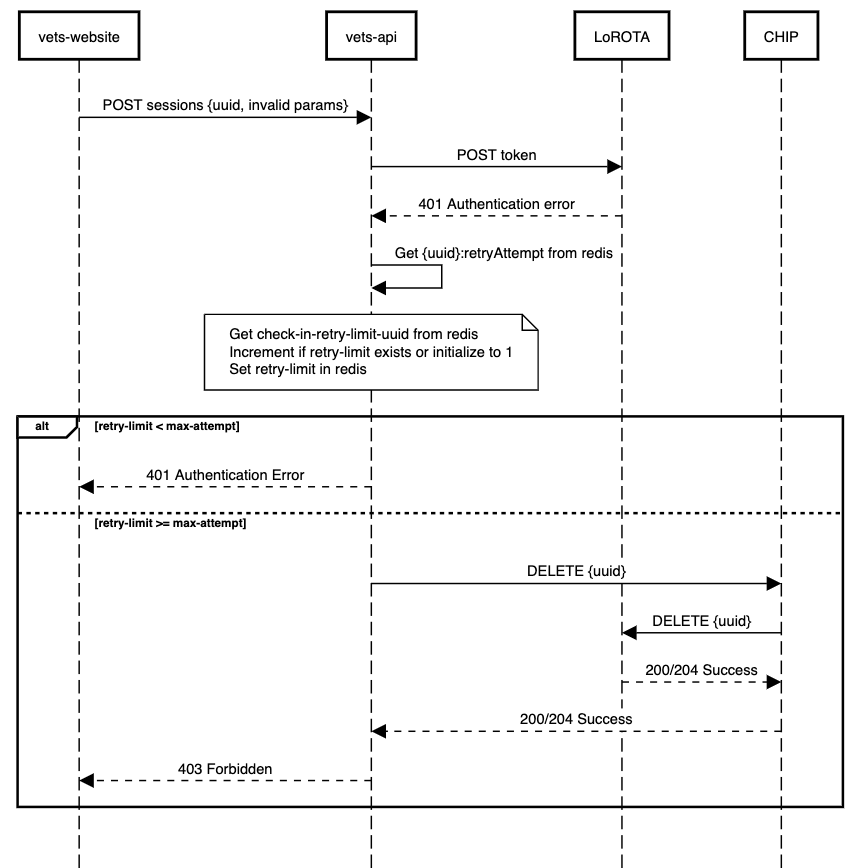 vets-website
vets-api
LoROTA
CHIP
POST sessions {uuid, invalid params}
POST token
401 Authentication error
Get {uuid}:retryAttempt from redis
Get check-in-retry-limit-uuid from redis
Increment if retry-limit exists or initialize to 1
Set retry-limit in redis
alt
[retry-limit < max-attempt]
401 Authentication Error
[retry-limit >= max-attempt]
DELETE {uuid}
DELETE {uuid}
200/204 Success
200/204 Success
403 Forbidden